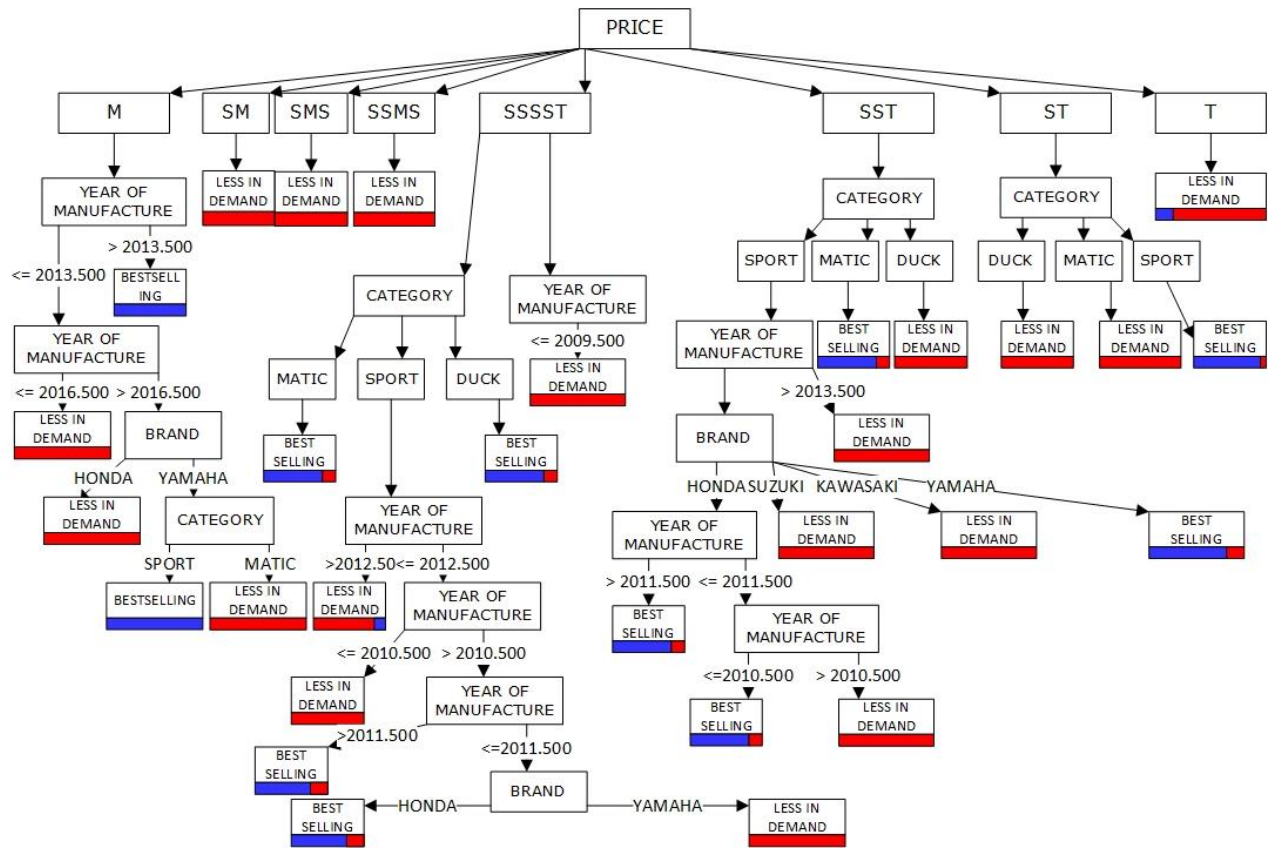 PRICE
M
SM
SMS
SSMS
SSSST
SST
ST
T
LESS IN
DEMAND
LESS IN
DEMAND
LESS IN
DEMAND
LESS IN
DEMAND
YEAR OF
MANUFACTURE
CATEGORY
CATEGORY
> 2013.500
<= 2013.500
BESTSELL
ING
SPORT
MATIC
DUCK
DUCK
MATIC
SPORT
CATEGORY
YEAR OF
MANUFACTURE
YEAR OF
MANUFACTURE
YEAR OF
MANUFACTURE
BEST
SELLING
LESS IN
DEMAND
LESS IN
DEMAND
LESS IN
DEMAND
BEST
SELLING
<= 2009.500
LESS IN
DEMAND
<= 2016.500
> 2016.500
MATIC
SPORT
DUCK
> 2013.500
LESS IN
DEMAND
LESS IN
DEMAND
BRAND
BRAND
BEST
SELLING
BEST
SELLING
HONDA
YAMAHA
HONDA
SUZUKI
KAWASAKI
YAMAHA
LESS IN
DEMAND
CATEGORY
YEAR OF
MANUFACTURE
YEAR OF
MANUFACTURE
LESS IN
DEMAND
LESS IN
DEMAND
BEST
SELLING
SPORT
MATIC
>2012.50
<= 2012.500
> 2011.500
<= 2011.500
BESTSELLING
LESS IN
DEMAND
LESS IN
DEMAND
YEAR OF
MANUFACTURE
BEST
SELLING
YEAR OF
MANUFACTURE
<= 2010.500
> 2010.500
<=2010.500
> 2010.500
LESS IN
DEMAND
YEAR OF
MANUFACTURE
BEST
SELLING
LESS IN
DEMAND
>2011.500
<=2011.500
BEST
SELLING
BRAND
BEST
SELLING
HONDA
YAMAHA
LESS IN
DEMAND